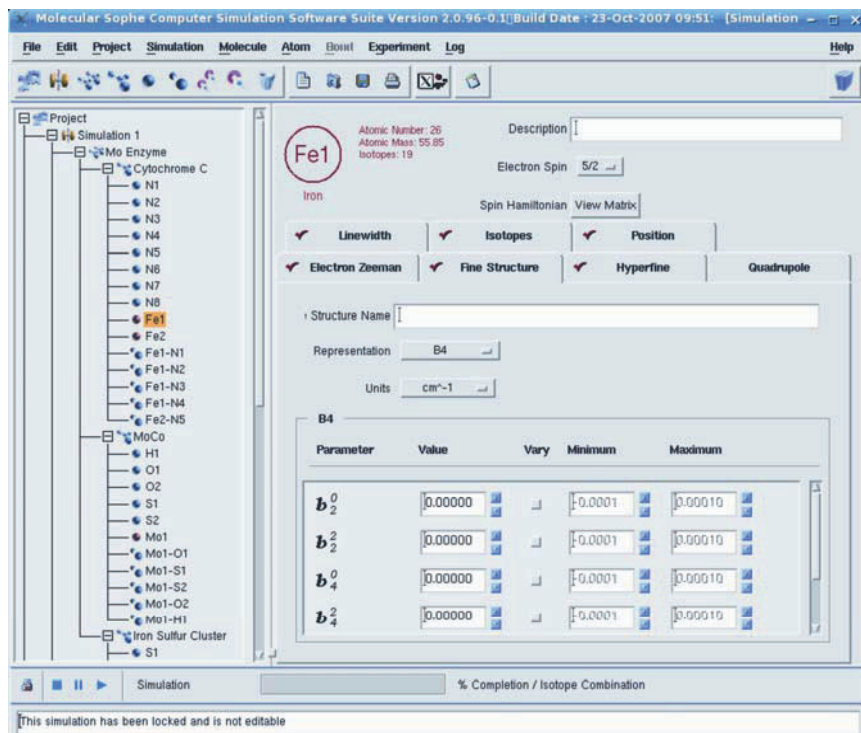 Molecular Sophe Computer Simulation Software Suite Version 2.0.96-0.1▯Build Date : 23-Oct-2007 09:51: [Simulation
File Edit Project Simulation Molecule Atom Bond Experiment Log Help
Project
Simulation 1
Mo Enzyme
Cytochrome C
N1
N2
N3
N4
N5
N6
N7
N8
Fe1
Fe2
Fe1-N1
Fe1-N2
Fe1-N3
Fe1-N4
Fe2-N5
MoCo
H1
O1
O2
S1
S2
Mo1
Mo1-O1
Mo1-S1
Mo1-S2
Mo1-O2
Mo1-H1
Iron Sulfur Cluster
S1
Fe1
Iron
Atomic Number: 26
Atomic Mass: 55.85
Isotopes: 19
Description
Electron Spin 5/2
Spin Hamiltonian View Matrix
Linewidth Isotopes Position
Electron Zeeman Fine Structure Hyperfine Quadrupole
Structure Name
Representation B4
Units cm^-1
B4
Parameter Value Vary Minimum Maximum
b⁰₂ 0.00000 -0.0001 0.00010
b²₂ 0.00000 -0.0001 0.00010
b⁰₄ 0.00000 -0.0001 0.00010
b²₄ 0.00000 -0.0001 0.00010
Simulation % Completion / Isotope Combination
This simulation has been locked and is not editable